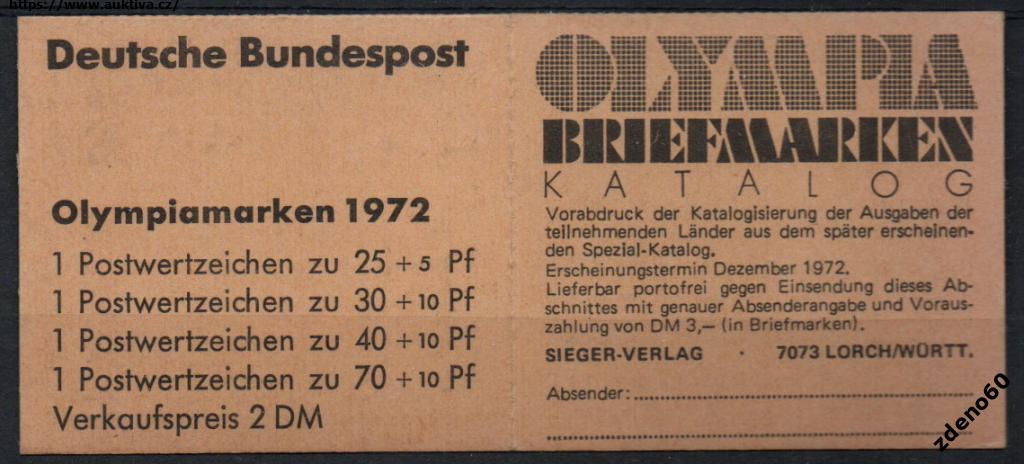 https://www.auktiva.cz/
Deutsche Bundespost
Olympiamarken 1972
1 Postwertzeichen zu 25 + 5 Pf
1 Postwertzeichen zu 30 + 10 Pf
1 Postwertzeichen zu 40 + 10 Pf
1 Postwertzeichen zu 70 + 10 Pf
Verkaufspreis 2 DM
OLYMPIA
BRIEFMARKEN
KATALOG
Vorabdruck der Katalogisierung der Ausgaben der
teilnehmenden Länder aus dem später erscheinen-
den Spezial-Katalog.
Erscheinungstermin Dezember 1972.
Lieferbar portofrei gegen Einsendung dieses Ab-
schnittes mit genauer Absenderangabe und Voraus-
zahlung von DM 3,— (in Briefmarken).
SIEGER-VERLAG · 7073 LORCH/WÜRTT.
Absender:
zdeno60